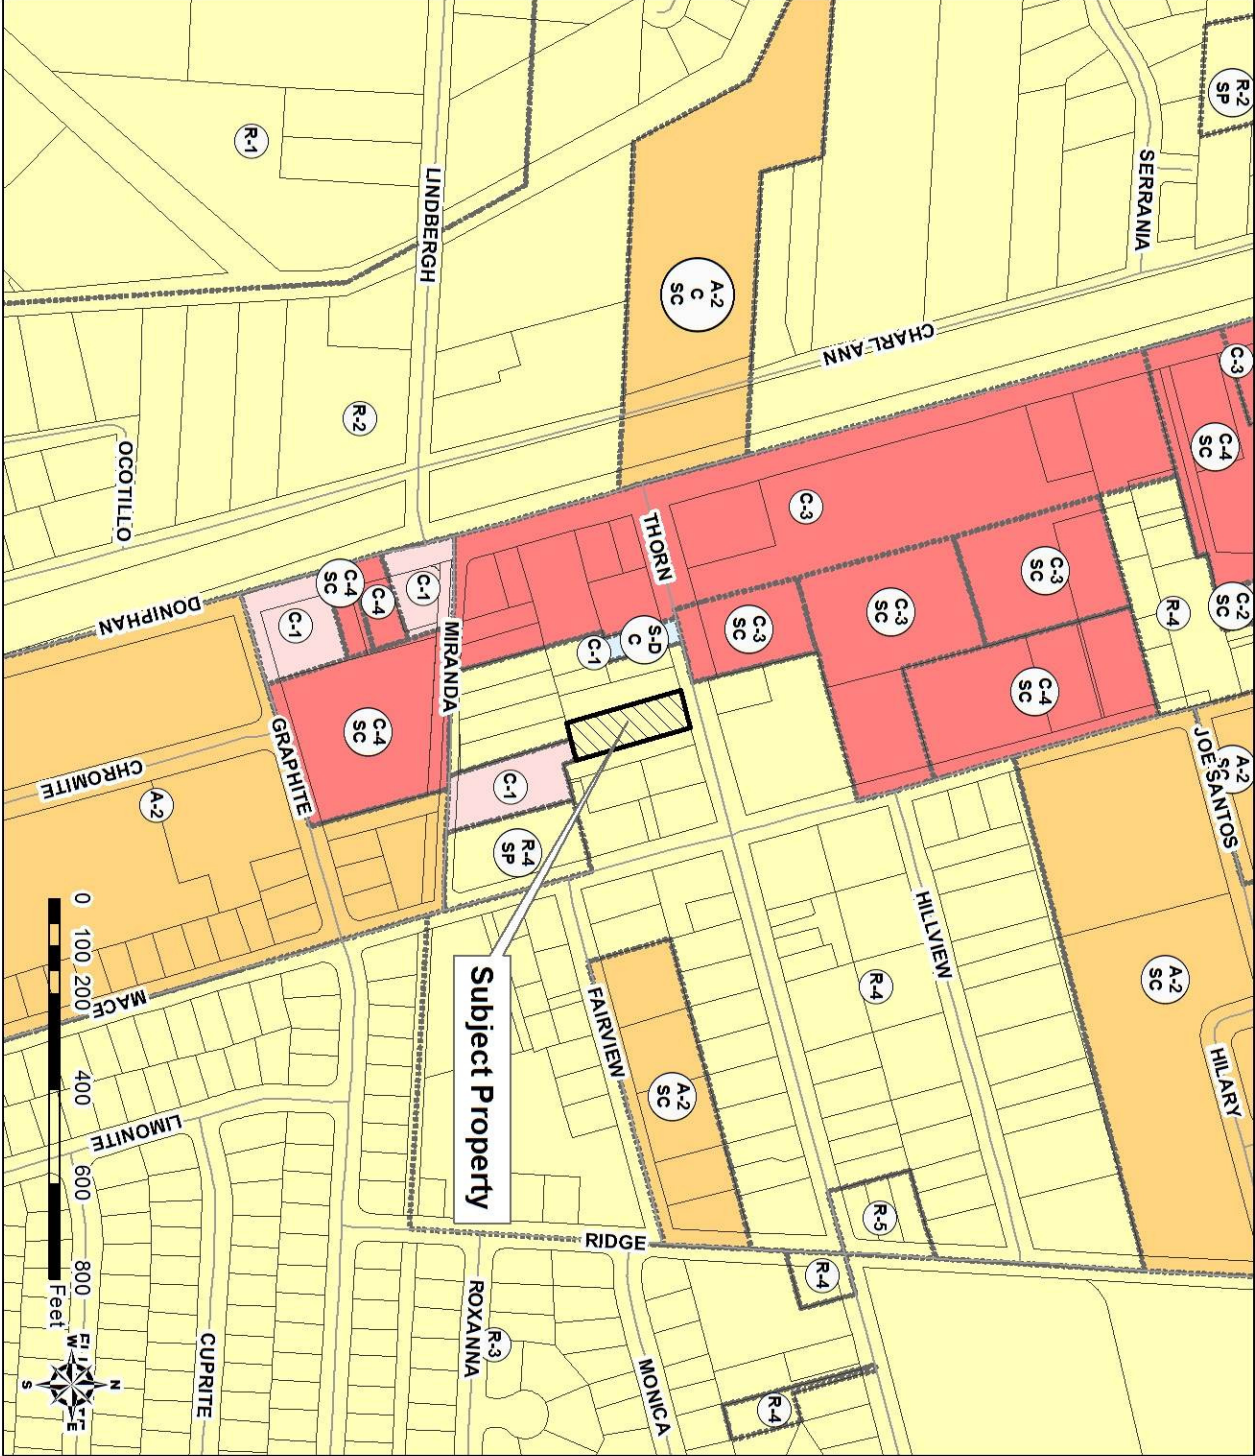 R-2
SP
SERRANIA
R-1
LINDBERGH
A-2
C
SC
CHARL ANN
R-2
OCOTILLO
C-3
C-4
SC
C-3
THORN
C-3
SC
C-2
SC
R-4
C-4
SC
C-4
C-1
C-1
DONIPHAN
MIRANDA
C-1
S-D
C
C-3
SC
C-3
SC
C-4
SC
C-4
SC
GRAPHITE
CHROMITE
A-2
C-1
R-4
SP
JOE SANTOS
A-2
SC
HILLVIEW
R-4
A-2
SC
HILARY
MACE
FAIRVIEW
A-2
SC
Subject Property
LIMONITE
RIDGE
R-5
R-4
ROXANNA
R-3
MONICA
R-4
CUPRITE
0 100 200 400 600 800
Feet
N
W
E
S